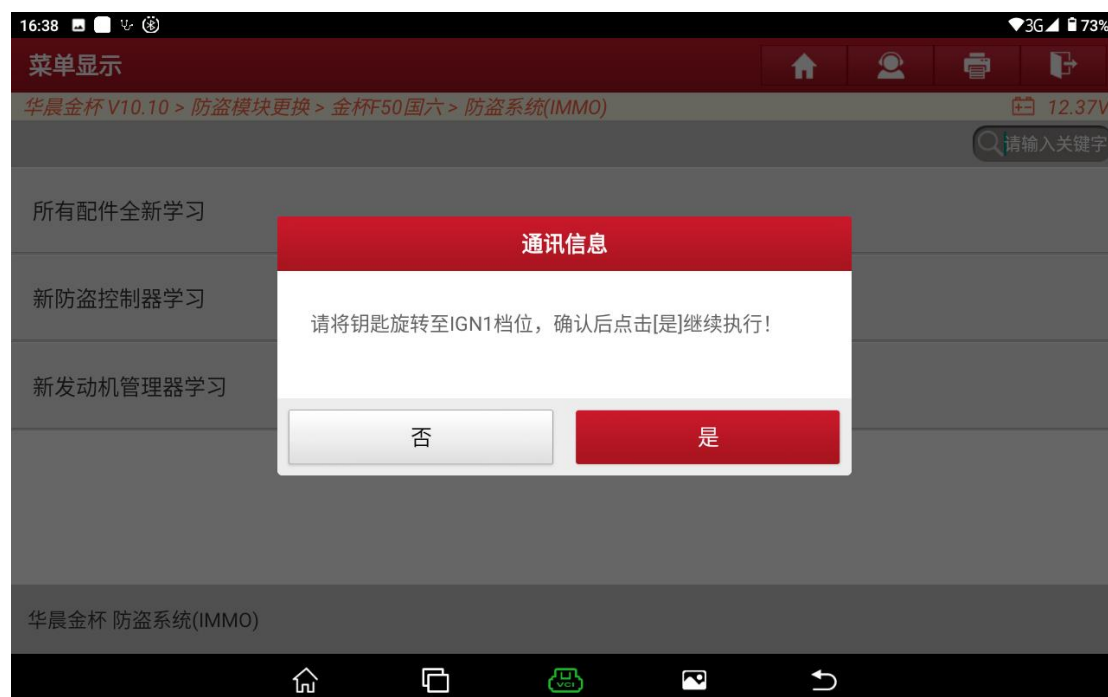 16:38 3G 73%
菜单显示
华晨金杯 V10.10 > 防盗模块更换 > 金杯F50国六 > 防盗系统(IMMO) 12.37V
请输入关键字
所有配件全新学习
通讯信息
新防盗控制器学习
请将钥匙旋转至IGN1档位，确认后点击[是]继续执行!
新发动机管理器学习
否 是
华晨金杯 防盗系统(IMMO)
VCI